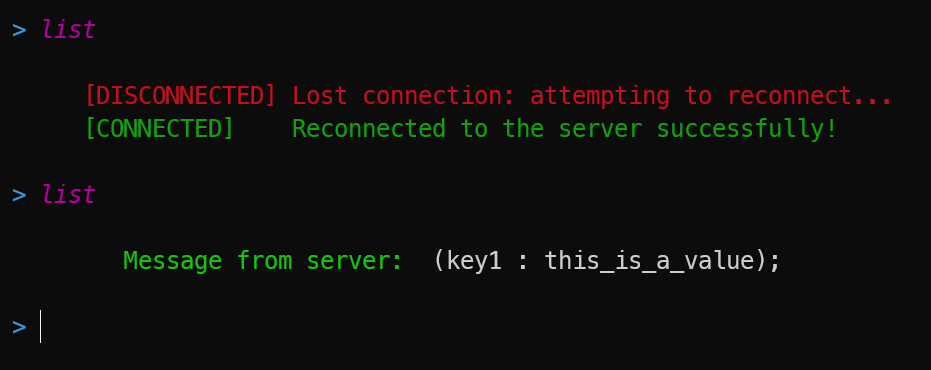 > list
[DISCONNECTED] Lost connection: attempting to reconnect...
[CONNECTED]    Reconnected to the server successfully!
> list
Message from server:  (key1 : this_is_a_value);
>